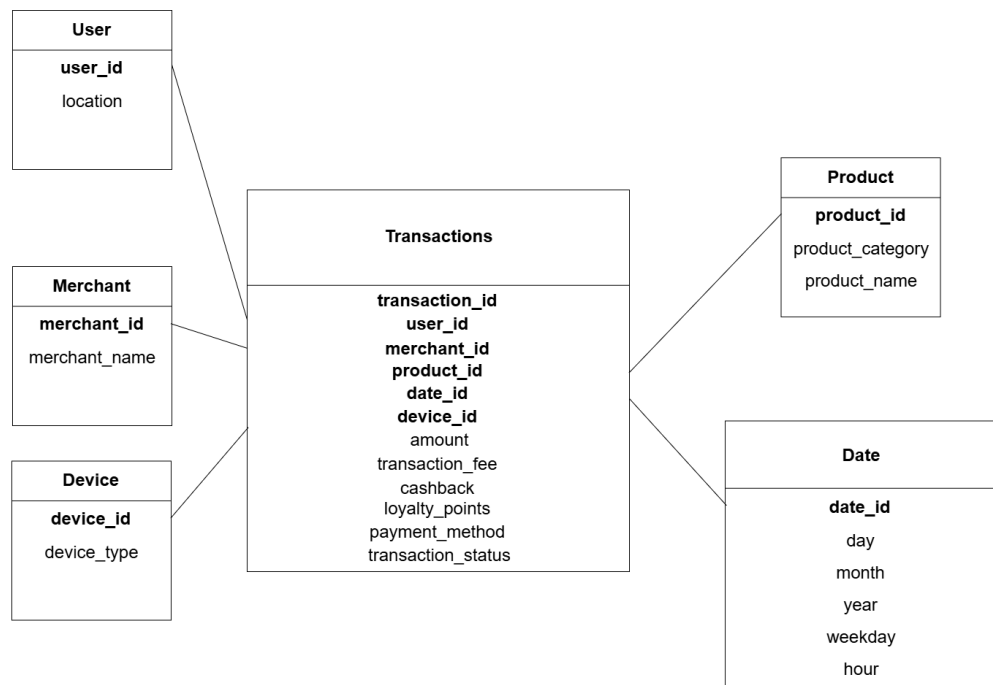 User
user_id
location
Merchant
merchant_id
merchant_name
Device
device_id
device_type
Transactions
transaction_id
user_id
merchant_id
product_id
date_id
device_id
amount
transaction_fee
cashback
loyalty_points
payment_method
transaction_status
Product
product_id
product_category
product_name
Date
date_id
day
month
year
weekday
hour